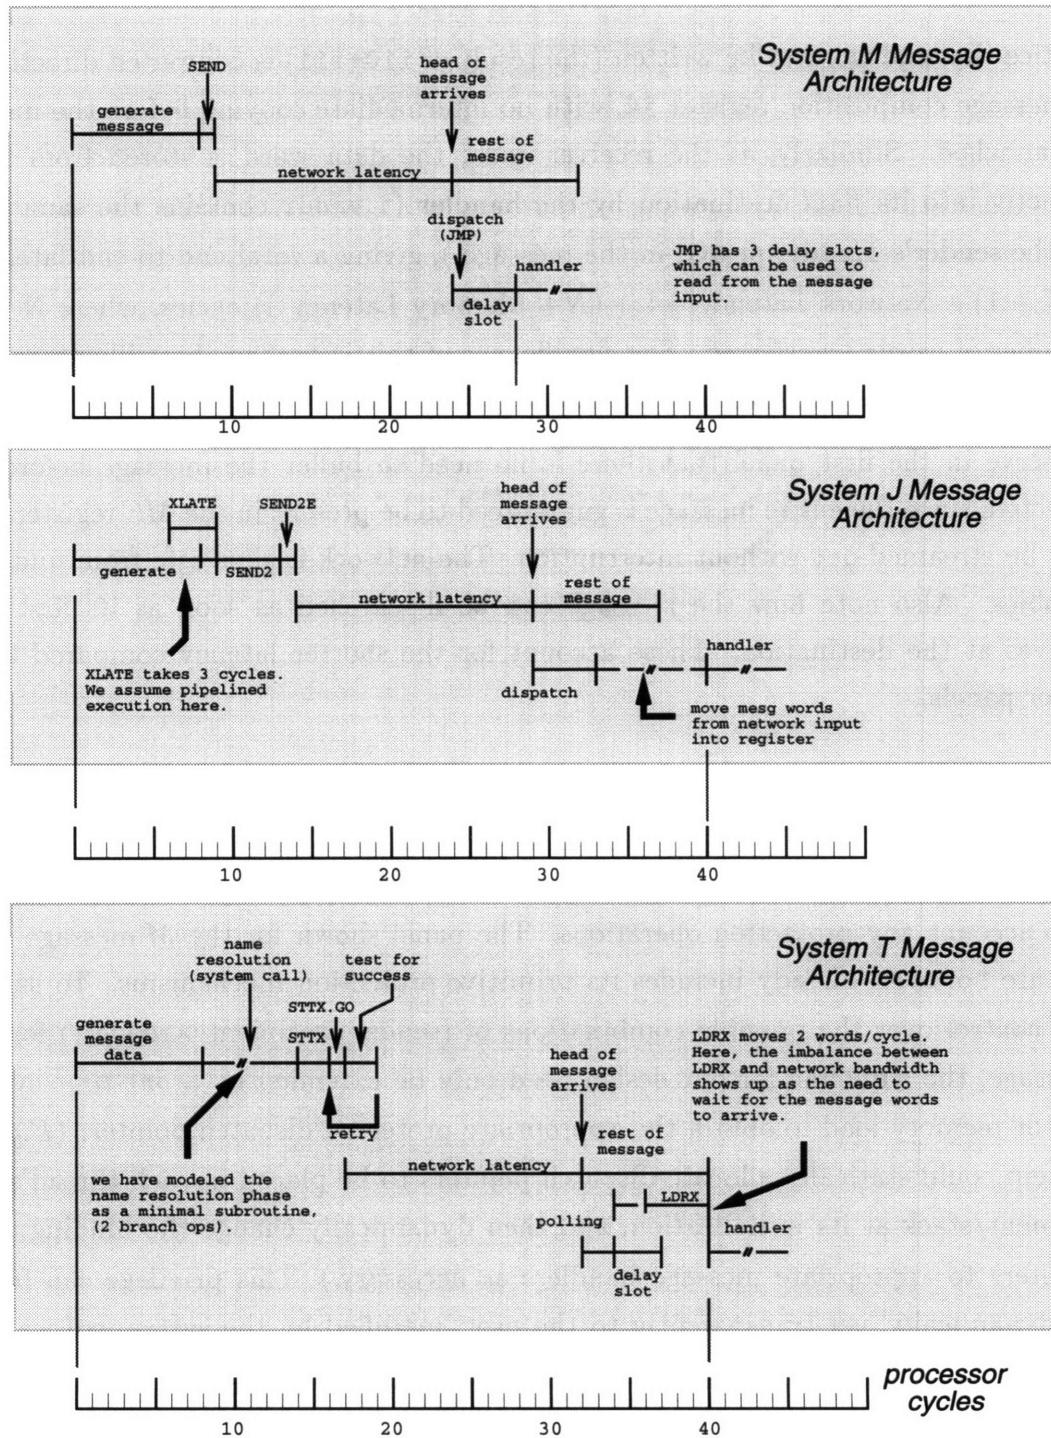 System M Message
Architecture
SEND
generate
message
head of
message
arrives
rest of
message
network latency
dispatch
(JMP)
handler
delay
slot
JMP has 3 delay slots,
which can be used to
read from the message
input.
10
20
30
40
System J Message
Architecture
XLATE
SEND2E
generate
SEND2
head of
message
arrives
rest of
message
network latency
handler
dispatch
XLATE takes 3 cycles.
We assume pipelined
execution here.
move mesg words
from network input
into register
10
20
30
40
System T Message
Architecture
name
resolution
(system call)
test for
success
STTX.GO
STTX
generate
message
data
retry
head of
message
arrives
LDRX moves 2 words/cycle.
Here, the imbalance between
LDRX and network bandwidth
shows up as the need to
wait for the message words
to arrive.
rest of
message
network latency
LDRX
polling
handler
delay
slot
we have modeled the
name resolution phase
as a minimal subroutine,
(2 branch ops).
10
20
30
40
processor
cycles